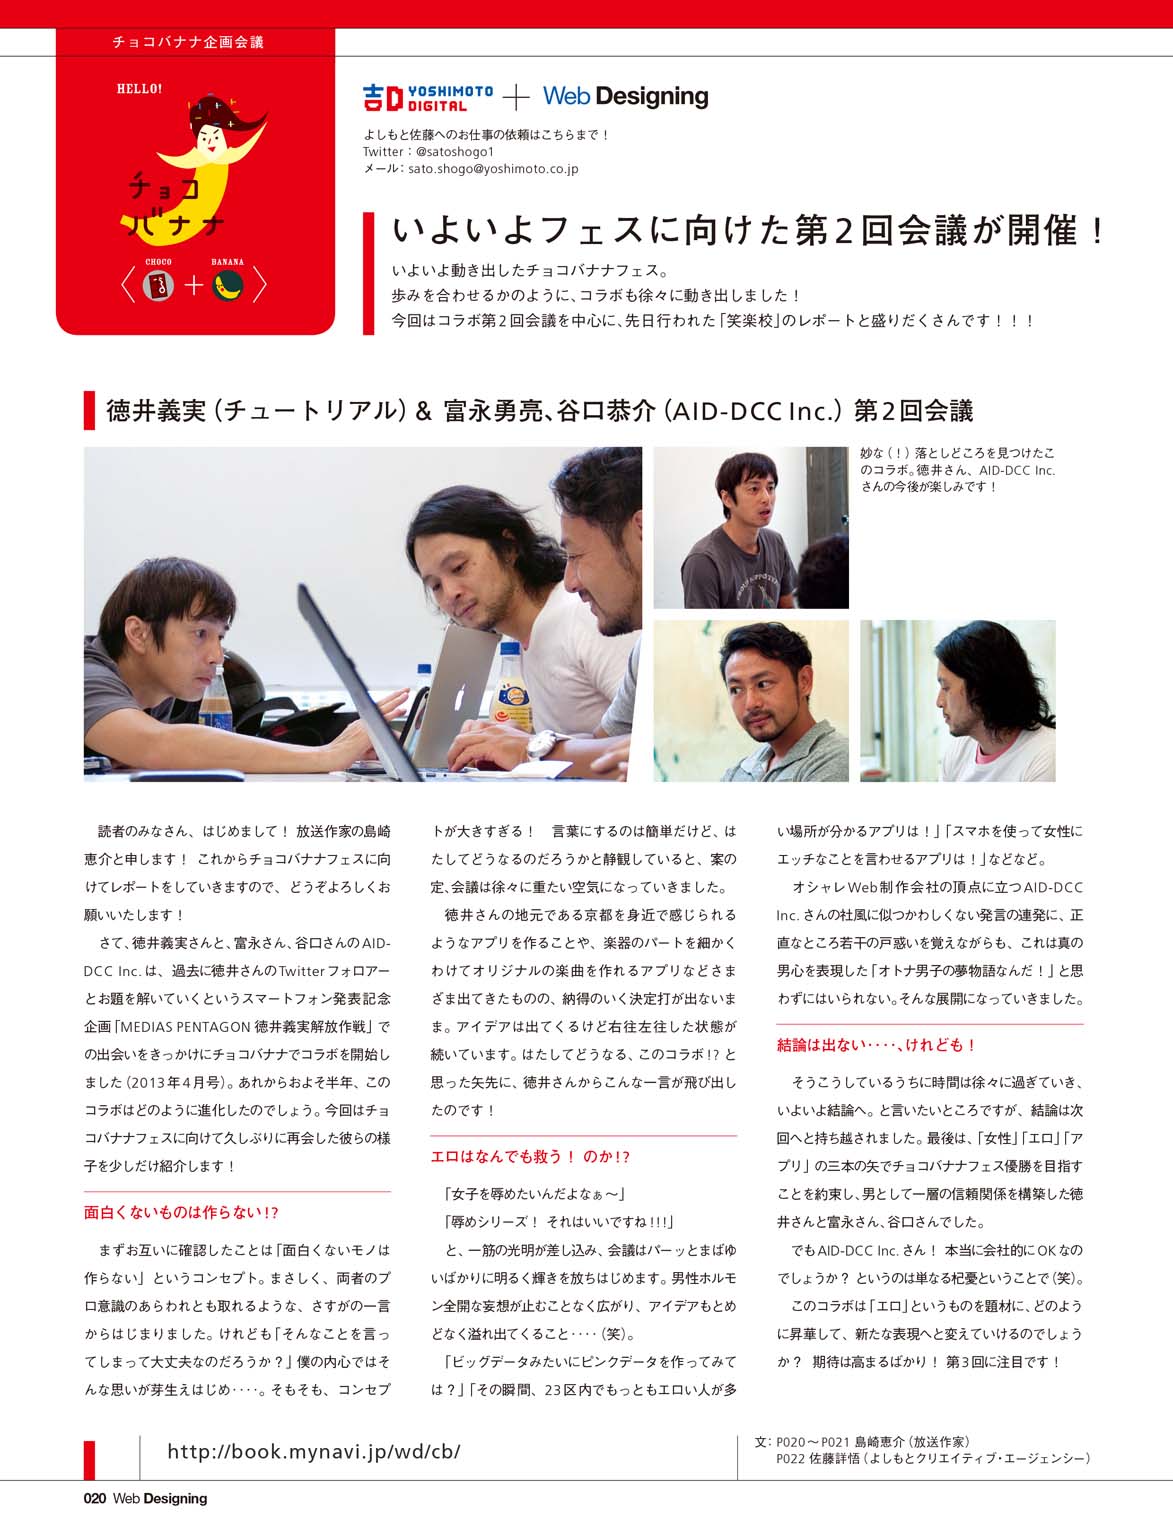 チョコバナナ企画会議
HELLO!
チョコ
バナナ
CHOCO
BANANA
吉D YOSHIMOTO DIGITAL + Web Designing
よしもと佐藤へのお仕事の依頼はこちらまで！
Twitter：@satoshogo1
メール：sato.shogo@yoshimoto.co.jp
いよいよフェスに向けた第2回会議が開催！
いよいよ動き出したチョコバナナフェス。
歩みを合わせるかのように、コラボも徐々に動き出しました！
今回はコラボ第2回会議を中心に、先日行われた「笑楽校」のレポートと盛りだくさんです！！！
徳井義実（チュートリアル）& 富永勇亮、谷口恭介（AID-DCC Inc.）第2回会議
妙な（！）落としどころを見つけたこ
のコラボ。徳井さん、AID-DCC Inc.
さんの今後が楽しみです！
読者のみなさん、はじめまして！ 放送作家の島崎
恵介と申します！ これからチョコバナナフェスに向
けてレポートをしていきますので、どうぞよろしくお
願いいたします！
さて、徳井義実さんと、富永さん、谷口さんのAID-
DCC Inc.は、過去に徳井さんのTwitterフォロアー
とお題を解いていくというスマートフォン発表記念
企画「MEDIAS PENTAGON 徳井義実解放作戦」で
の出会いをきっかけにチョコバナナでコラボを開始し
ました（2013年4月号）。あれからおよそ半年、この
コラボはどのように進化したのでしょう。今回はチョ
コバナナフェスに向けて久しぶりに再会した彼らの様
子を少しだけ紹介します！
面白くないものは作らない!?
まずお互いに確認したことは「面白くないモノは
作らない」というコンセプト。まさしく、両者のプ
ロ意識のあらわれとも取れるような、さすがの一言
からはじまりました。けれども「そんなことを言っ
てしまって大丈夫なのだろうか？」僕の内心ではそ
んな思いが芽生えはじめ‥‥。そもそも、コンセプ
トが大きすぎる！　言葉にするのは簡単だけど、は
たしてどうなるのだろうかと静観していると、案の
定、会議は徐々に重たい空気になっていきました。
徳井さんの地元である京都を身近で感じられる
ようなアプリを作ることや、楽器のパートを細かく
わけてオリジナルの楽曲を作れるアプリなどさま
ざま出てきたものの、納得のいく決定打が出ないま
ま。アイデアは出てくるけど右往左往した状態が
続いています。はたしてどうなる、このコラボ!? と
思った矢先に、徳井さんからこんな一言が飛び出し
たのです！
エロはなんでも救う！ のか!?
「女子を辱めたいんだよなぁ〜」
「辱めシリーズ！ それはいいですね!!!」
と、一筋の光明が差し込み、会議はパーッとまばゆ
いばかりに明るく輝きを放ちはじめます。男性ホルモ
ン全開な妄想が止むことなく広がり、アイデアもとめ
どなく溢れ出てくること‥‥（笑）。
「ビッグデータみたいにピンクデータを作ってみて
は？」「その瞬間、23区内でもっともエロい人が多
い場所が分かるアプリは！」「スマホを使って女性に
エッチなことを言わせるアプリは！」などなど。
オシャレWeb制作会社の頂点に立つAID-DCC
Inc.さんの社風に似つかわしくない発言の連発に、正
直なところ若干の戸惑いを覚えながらも、これは真の
男心を表現した「オトナ男子の夢物語なんだ！」と思
わずにはいられない。そんな展開になっていきました。
結論は出ない‥‥、けれども！
そうこうしているうちに時間は徐々に過ぎていき、
いよいよ結論へ。と言いたいところですが、結論は次
回へと持ち越されました。最後は、「女性」「エロ」「ア
プリ」の三本の矢でチョコバナナフェス優勝を目指す
ことを約束し、男として一層の信頼関係を構築した徳
井さんと富永さん、谷口さんでした。
でもAID-DCC Inc.さん！ 本当に会社的にOKなの
でしょうか？ というのは単なる杞憂ということで（笑）。
このコラボは「エロ」というものを題材に、どのよう
に昇華して、新たな表現へと変えていけるのでしょう
か？ 期待は高まるばかり！ 第3回に注目です！
http://book.mynavi.jp/wd/cb/
文：P020〜P021 島崎恵介（放送作家）
P022 佐藤詳悟（よしもとクリエイティブ・エージェンシー）
020 Web Designing